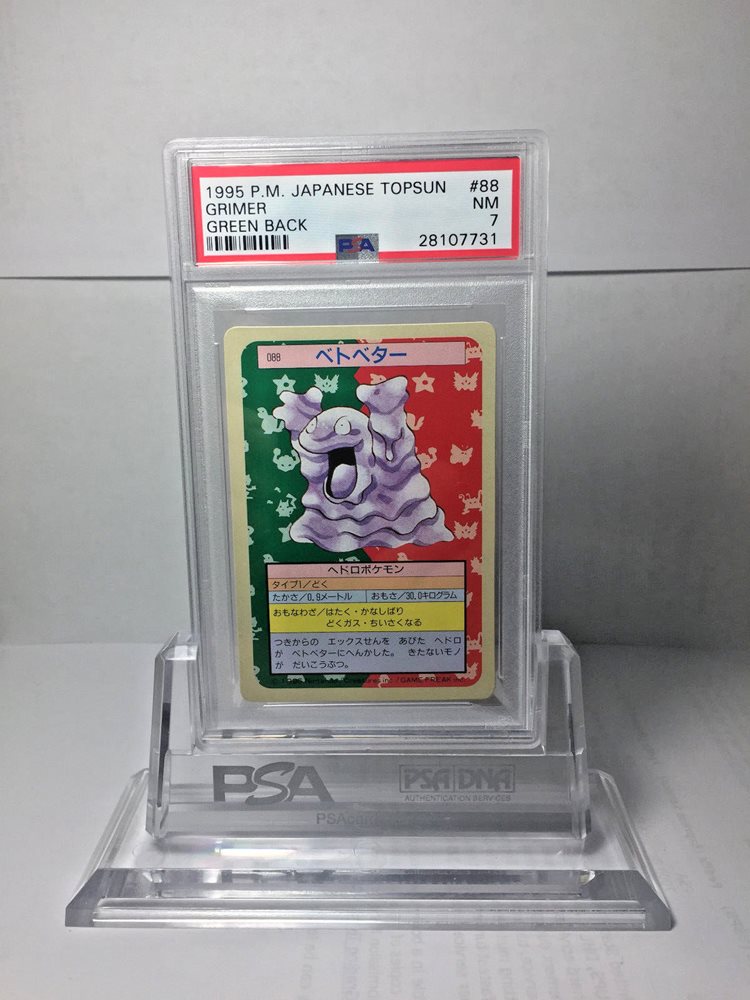 1995 P.M. JAPANESE TOPSUN #88
GRIMER NM
GREEN BACK 7
PSA 28107731
088 ベトベター
ヘドロポケモン
タイプ1/どく
たかさ/0.9メートル おもさ/30.0キログラム
おもなわざ/はたく・かなしばり
どくガス・ちいさくなる
つきからの エックスせんを あびた ヘドロ
が ベトベターにへんかした。 きたないモノ
が だいこうぶつ。
© 1995 Nintendo/Creatures inc./GAME FREAK inc.
PSA PSA DNA
AUTHENTICATION SERVICES